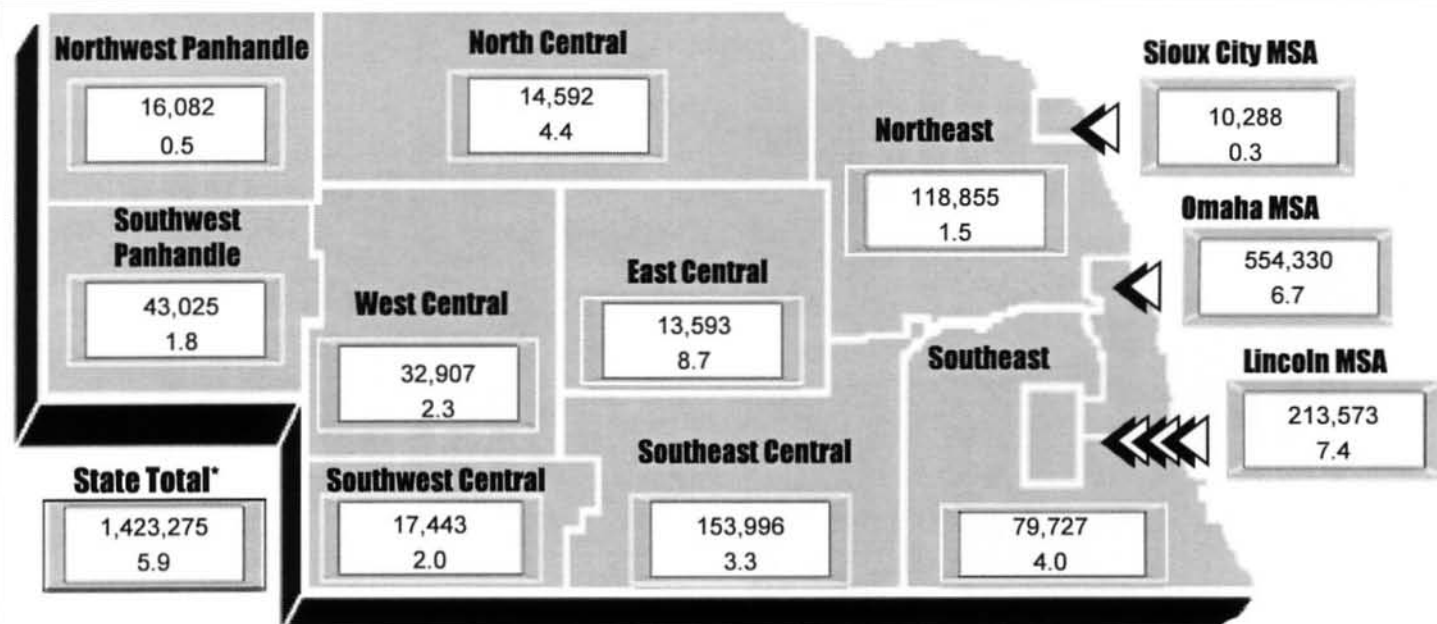 Northwest Panhandle
16,082
0.5
North Central
14,592
4.4
Sioux City MSA
10,288
0.3
Northeast
118,855
1.5
Southwest
Panhandle
43,025
1.8
Omaha MSA
554,330
6.7
West Central
32,907
2.3
East Central
13,593
8.7
Southeast
79,727
4.0
Lincoln MSA
213,573
7.4
State Total*
1,423,275
5.9
Southwest Central
17,443
2.0
Southeast Central
153,996
3.3